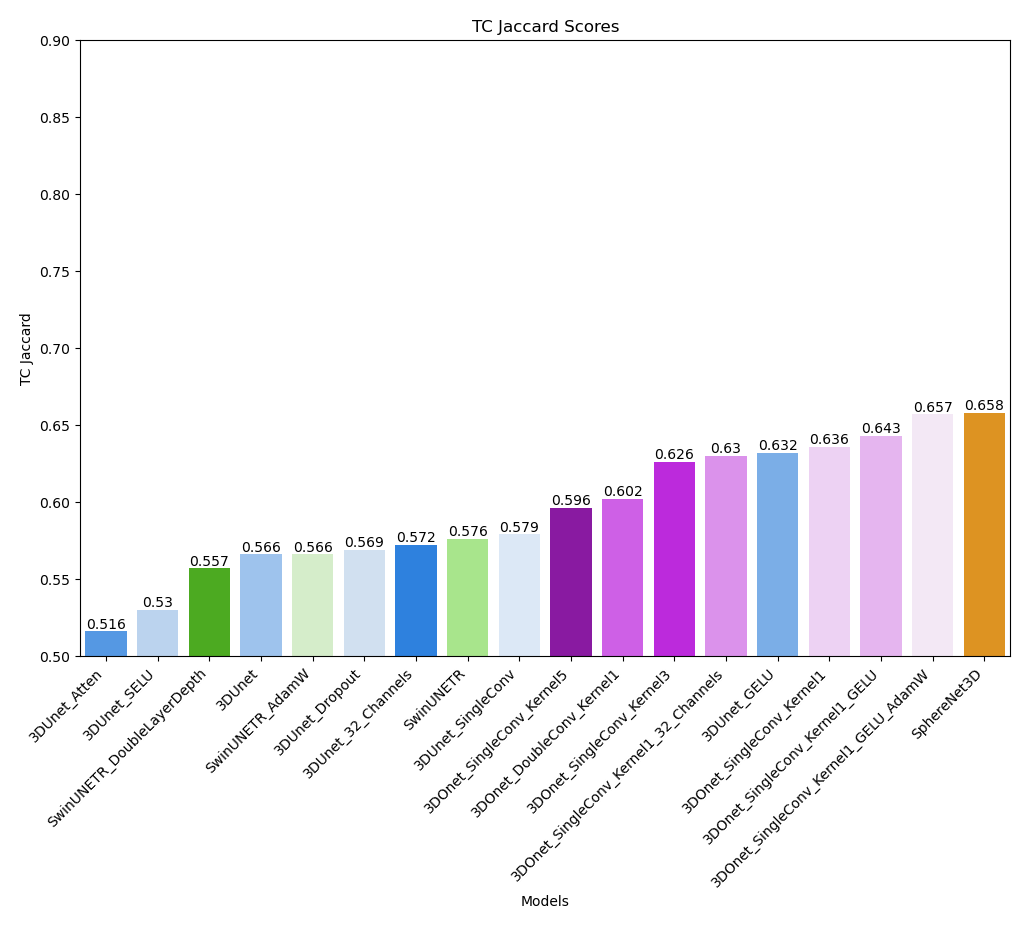 TC Jaccard Scores
TC Jaccard
0.90
0.85
0.80
0.75
0.70
0.65
0.60
0.55
0.50
0.516
0.53
0.557
0.566
0.566
0.569
0.572
0.576
0.579
0.596
0.602
0.626
0.63
0.632
0.636
0.643
0.657
0.658
3DUnet_Atten
3DUnet_SELU
SwinUNETR_DoubleLayerDepth
3DUnet
SwinUNETR_AdamW
3DUnet_Dropout
3DUnet_32_Channels
SwinUNETR
3DUnet_SingleConv
3DOnet_SingleConv_Kernel5
3DOnet_DoubleConv_Kernel1
3DOnet_SingleConv_Kernel3
3DOnet_SingleConv_Kernel1_32_Channels
3DUnet_GELU
3DOnet_SingleConv_Kernel1
3DOnet_SingleConv_Kernel1_GELU
3DOnet_SingleConv_Kernel1_GELU_AdamW
SphereNet3D
Models